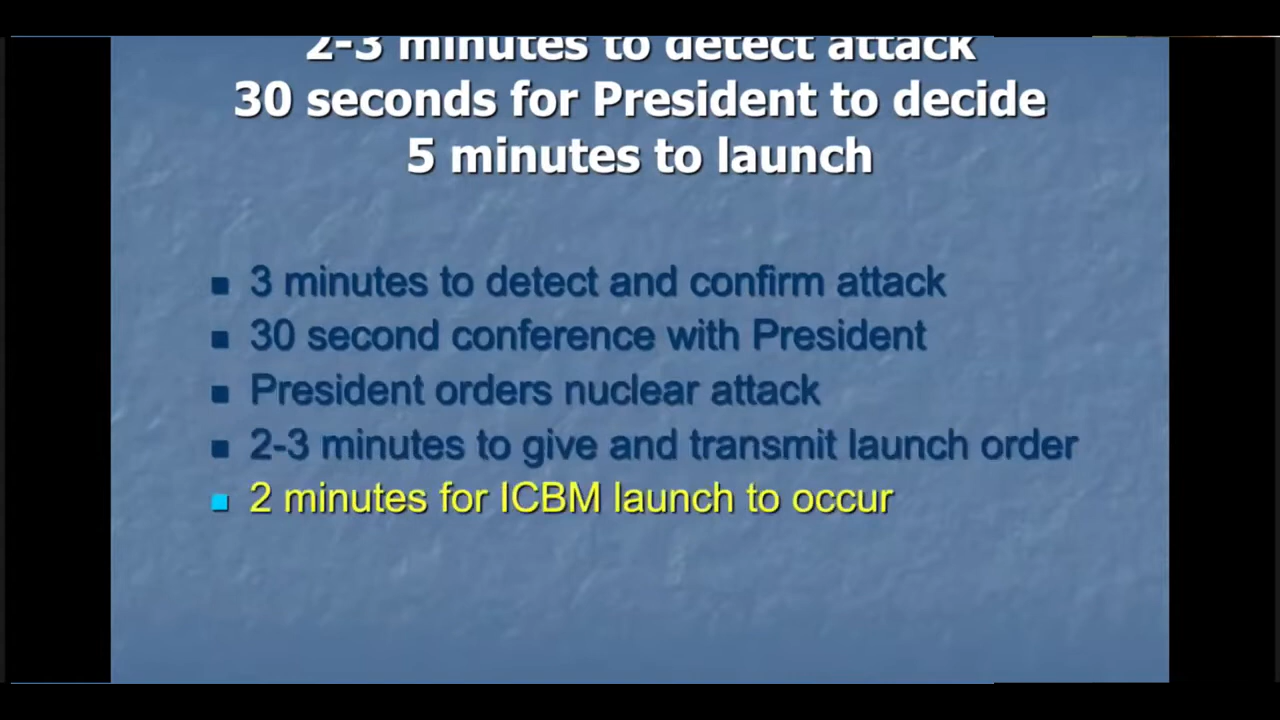 2-3 minutes to detect attack
30 seconds for President to decide
5 minutes to launch
3 minutes to detect and confirm attack
30 second conference with President
President orders nuclear attack
2-3 minutes to give and transmit launch order
2 minutes for ICBM launch to occur